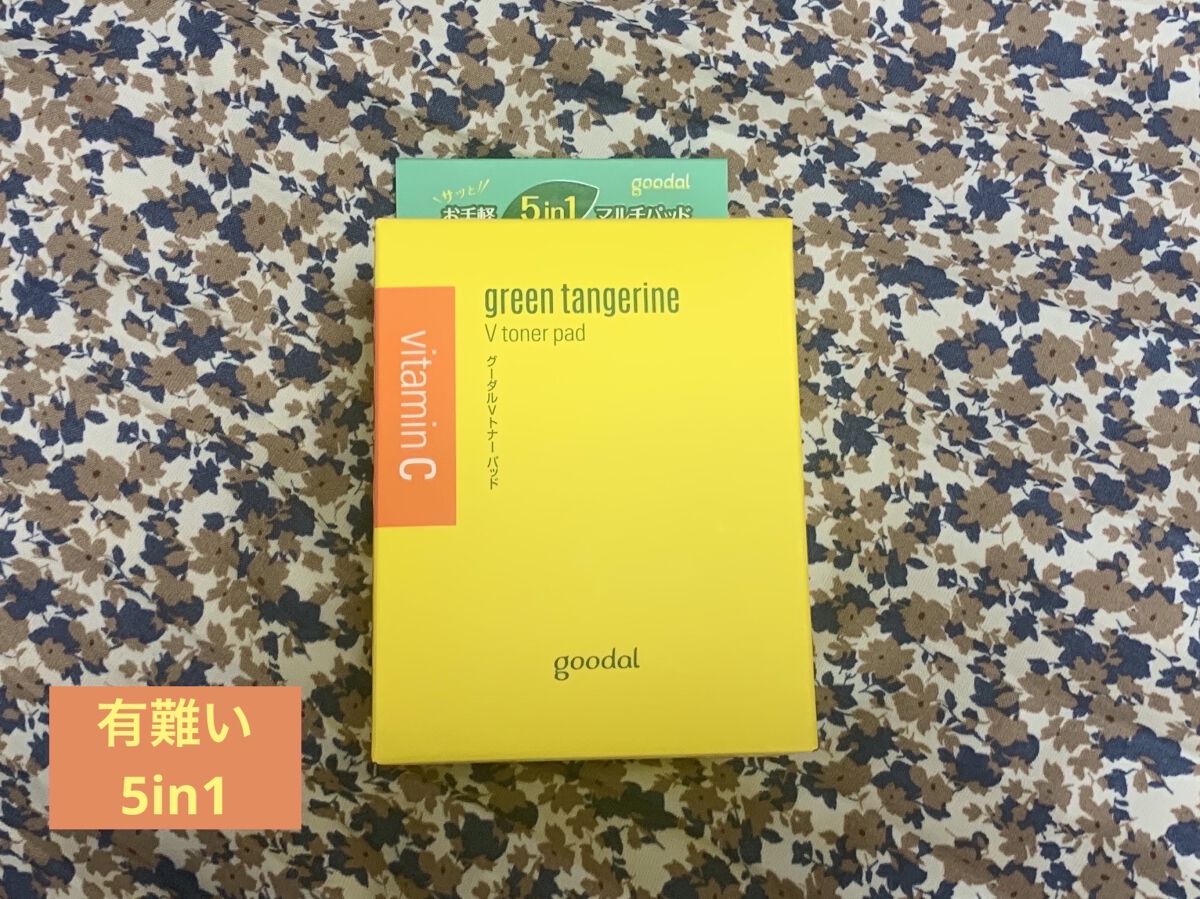 サッと!!
goodal
お手軽 5in1 マルチパッド
green tangerine
V toner pad
vitamin C
グーダルVトナーパッド
goodal
有難い
5in1